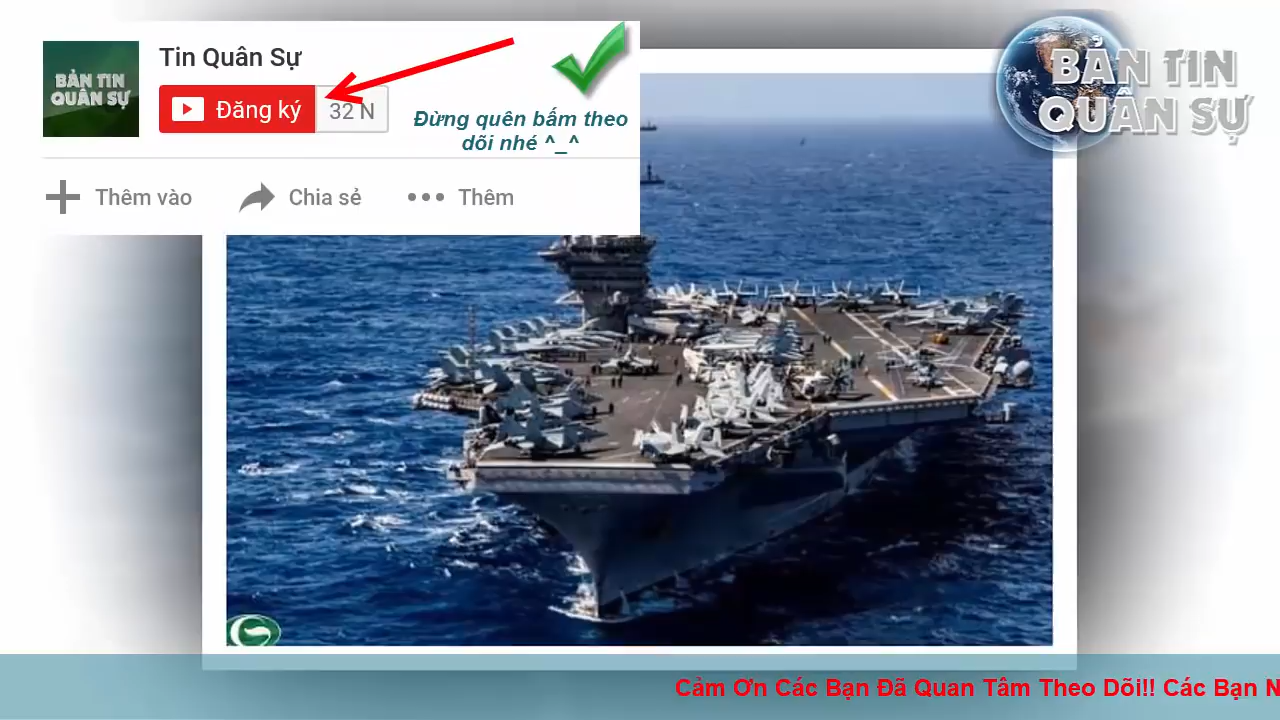 Tin Quân Sự
BẢN TIN
QUÂN SỰ
Đăng ký
32 N
Đừng quên bấm theo
dõi nhé ^_^
Thêm vào
Chia sẻ
Thêm
BẢN TIN
QUÂN SỰ
Cảm Ơn Các Bạn Đã Quan Tâm Theo Dõi!! Các Bạn N